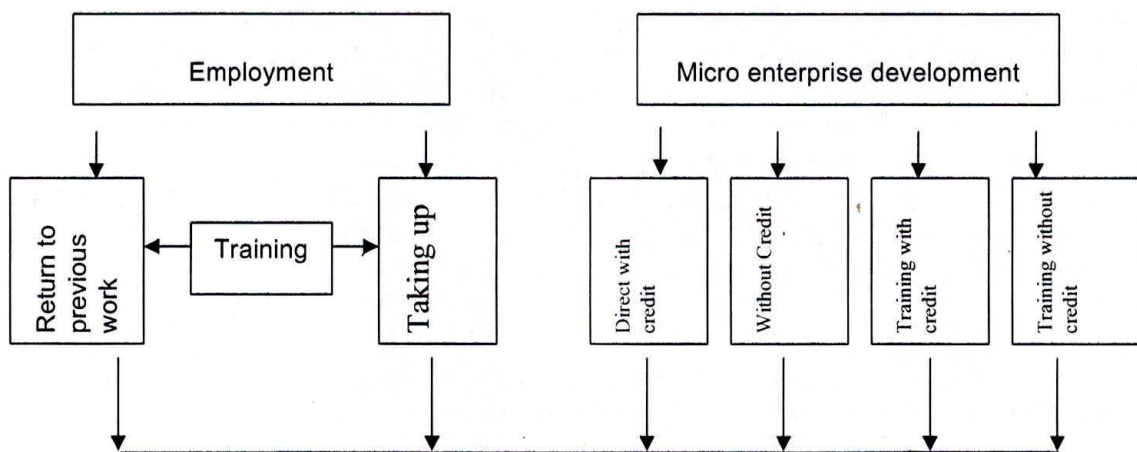 Employment
Micro enterprise development
Return to
previous
work
Training
Taking up
Direct with
credit
Without Credit
Training with
credit
Training without
credit